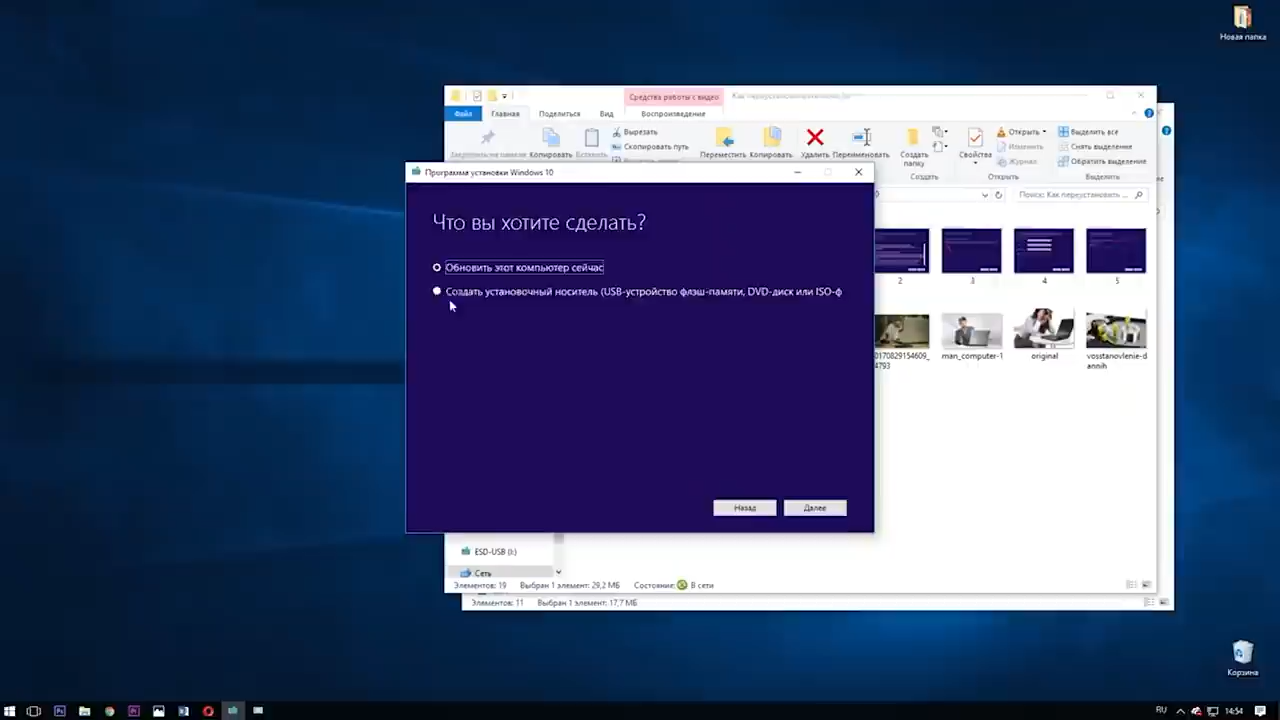 Новая папка
Средства работы с видео
Файл
Главная
Поделиться
Вид
Воспроизведение
Копировать
Вставить
Вырезать
Скопировать путь
Переместить
Копировать
Удалить
Переименовать
Создать
папку
Свойства
Открыть
Изменить
Журнал
Выделить все
Снять выделение
Обратить выделение
Создать
Открыть
Выделить
Поиск: Как переустановить ...
Программа установки Windows 10
Что вы хотите сделать?
Обновить этот компьютер сейчас
Создать установочный носитель (USB-устройство флэш-памяти, DVD-диск или ISO-ф
Назад
Далее
2
3
4
5
0170829154609_
4793
man_computer-1
original
vosstanovlenie-d
annih
ESD-USB (I:)
Сеть
Элементов: 19
Выбран 1 элемент: 29,2 МБ
Состояние:
В сети
Элементов: 11
Выбран 1 элемент: 17,7 МБ
Корзина
RU
14:54